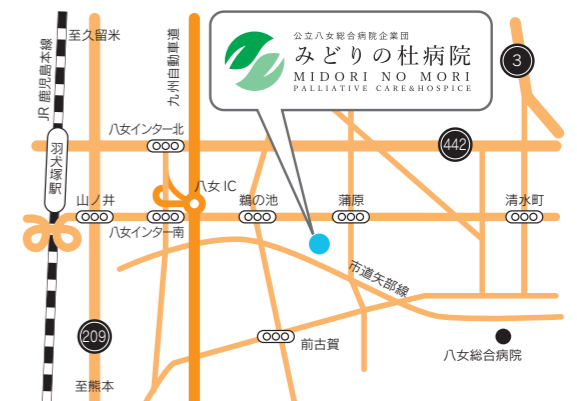 至久留米
JR 鹿児島本線
九州自動車道
公立八女総合病院企業団
みどりの杜病院
MIDORI NO MORI
PALLIATIVE CARE&HOSPICE
3
八女インター北
442
羽犬塚駅
八女 IC
山ノ井
鵜の池
蒲原
清水町
八女インター南
市道矢部線
209
前古賀
八女総合病院
至熊本